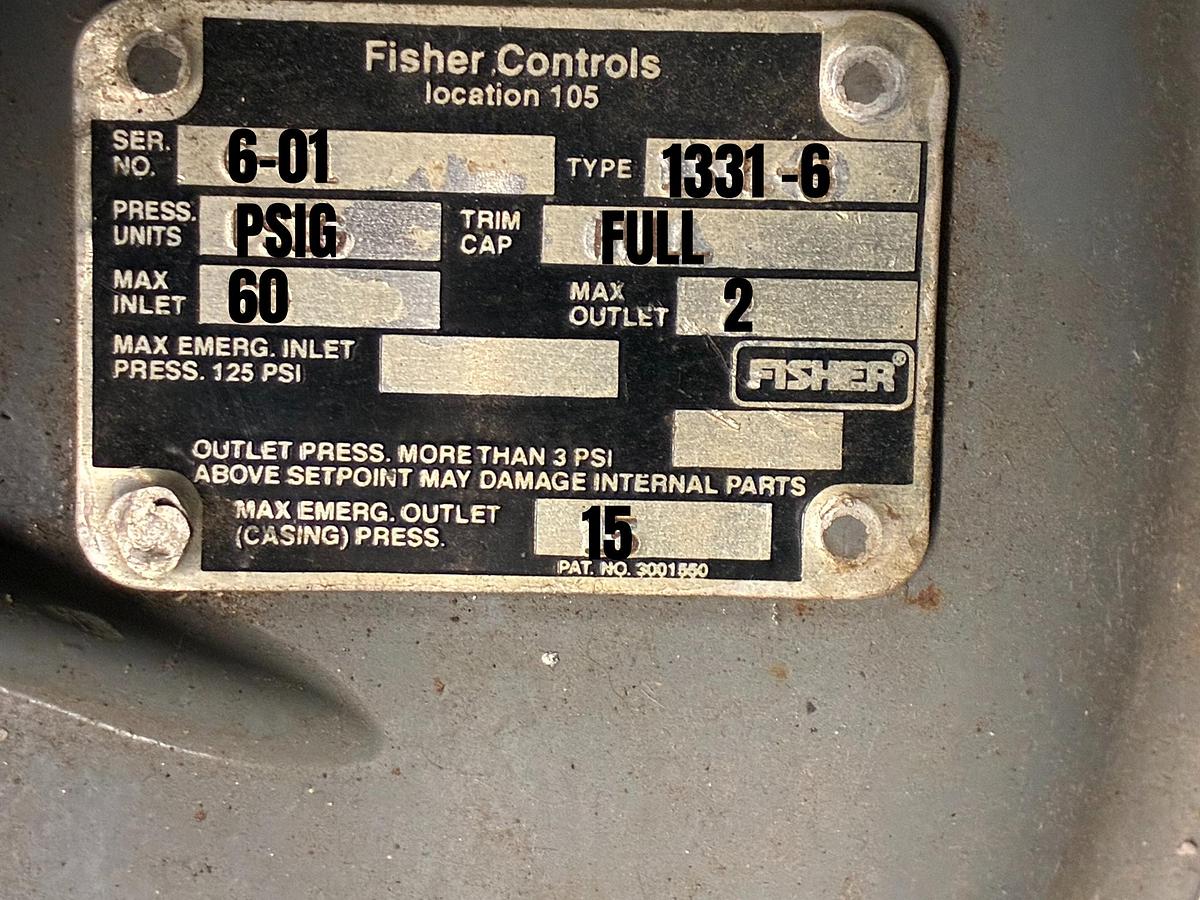 Fisher Controls
location 105
SER. NO. 6-01 TYPE 1331 -6
PRESS. UNITS PSIG TRIM CAP FULL
MAX INLET 60 MAX OUTLET 2
MAX EMERG. INLET
PRESS. 125 PSI
FISHER®
OUTLET PRESS. MORE THAN 3 PSI
ABOVE SETPOINT MAY DAMAGE INTERNAL PARTS
MAX EMERG. OUTLET
(CASING) PRESS. 15
PAT. NO. 3001550